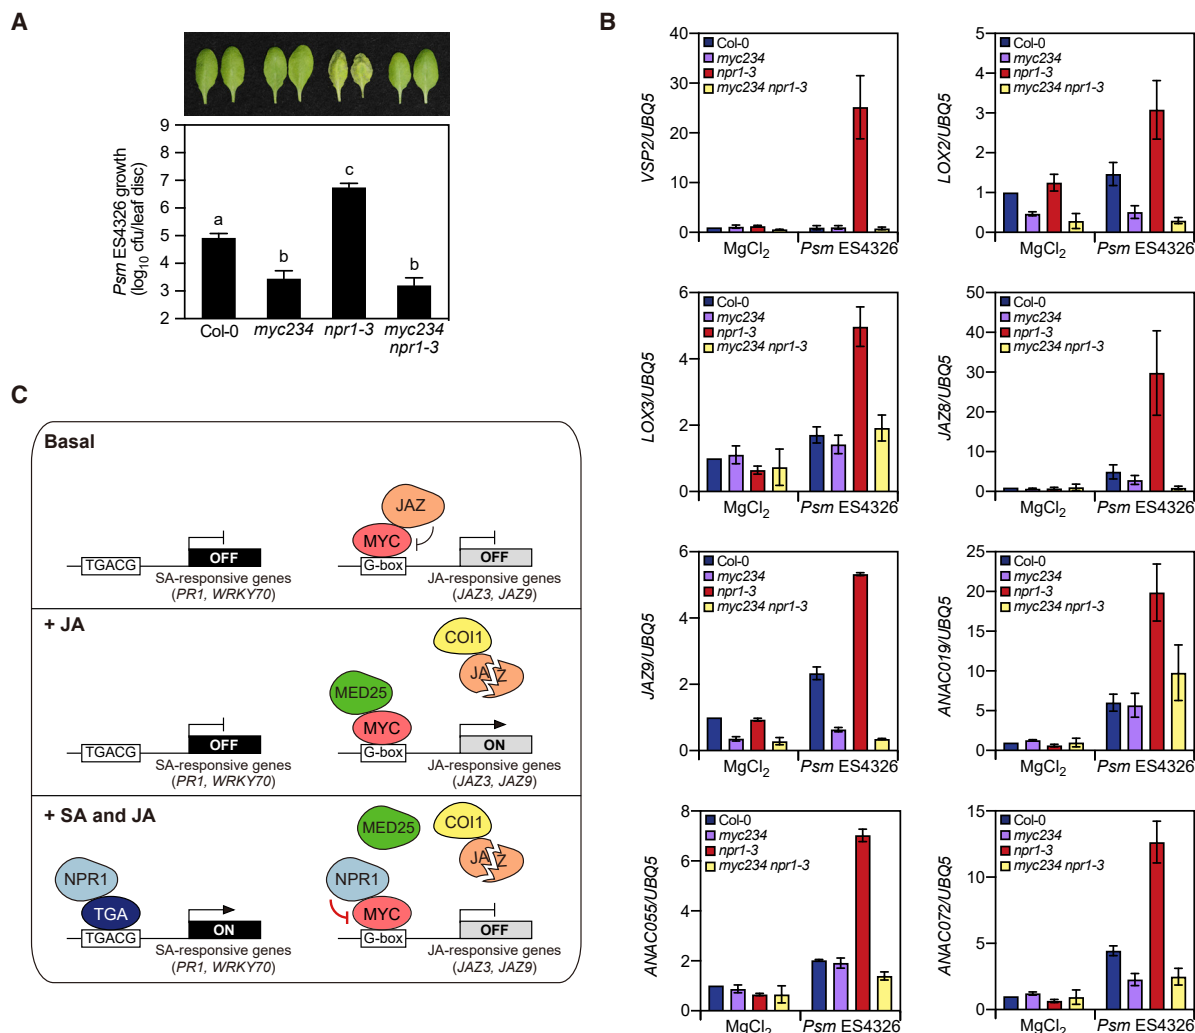 A
9
8
7
6
5
4
3
2
Psm ES4326 growth
(log10 cfu/leaf disc)
a
b
c
b
Col-0
myc234
npr1-3
myc234
npr1-3
B
VSP2/UBQ5
40
30
20
10
0
Col-0
myc234
npr1-3
myc234 npr1-3
MgCl2
Psm ES4326
LOX2/UBQ5
5
4
3
2
1
0
Col-0
myc234
npr1-3
myc234 npr1-3
MgCl2
Psm ES4326
LOX3/UBQ5
6
4
2
0
Col-0
myc234
npr1-3
myc234 npr1-3
MgCl2
Psm ES4326
JAZ8/UBQ5
50
40
30
20
10
0
Col-0
myc234
npr1-3
myc234 npr1-3
MgCl2
Psm ES4326
JAZ9/UBQ5
6
4
2
0
Col-0
myc234
npr1-3
myc234 npr1-3
MgCl2
Psm ES4326
ANAC019/UBQ5
25
20
15
10
5
0
Col-0
myc234
npr1-3
myc234 npr1-3
MgCl2
Psm ES4326
ANAC055/UBQ5
8
6
4
2
0
Col-0
myc234
npr1-3
myc234 npr1-3
MgCl2
Psm ES4326
ANAC072/UBQ5
15
10
5
0
Col-0
myc234
npr1-3
myc234 npr1-3
MgCl2
Psm ES4326
C
Basal
TGACG
OFF
SA-responsive genes
(PR1, WRKY70)
JAZ
MYC
G-box
OFF
JA-responsive genes
(JAZ3, JAZ9)
+ JA
TGACG
OFF
SA-responsive genes
(PR1, WRKY70)
COI1
JAZ
MED25
MYC
G-box
ON
JA-responsive genes
(JAZ3, JAZ9)
+ SA and JA
NPR1
TGA
TGACG
ON
SA-responsive genes
(PR1, WRKY70)
MED25
COI1
JAZ
NPR1
MYC
G-box
OFF
JA-responsive genes
(JAZ3, JAZ9)